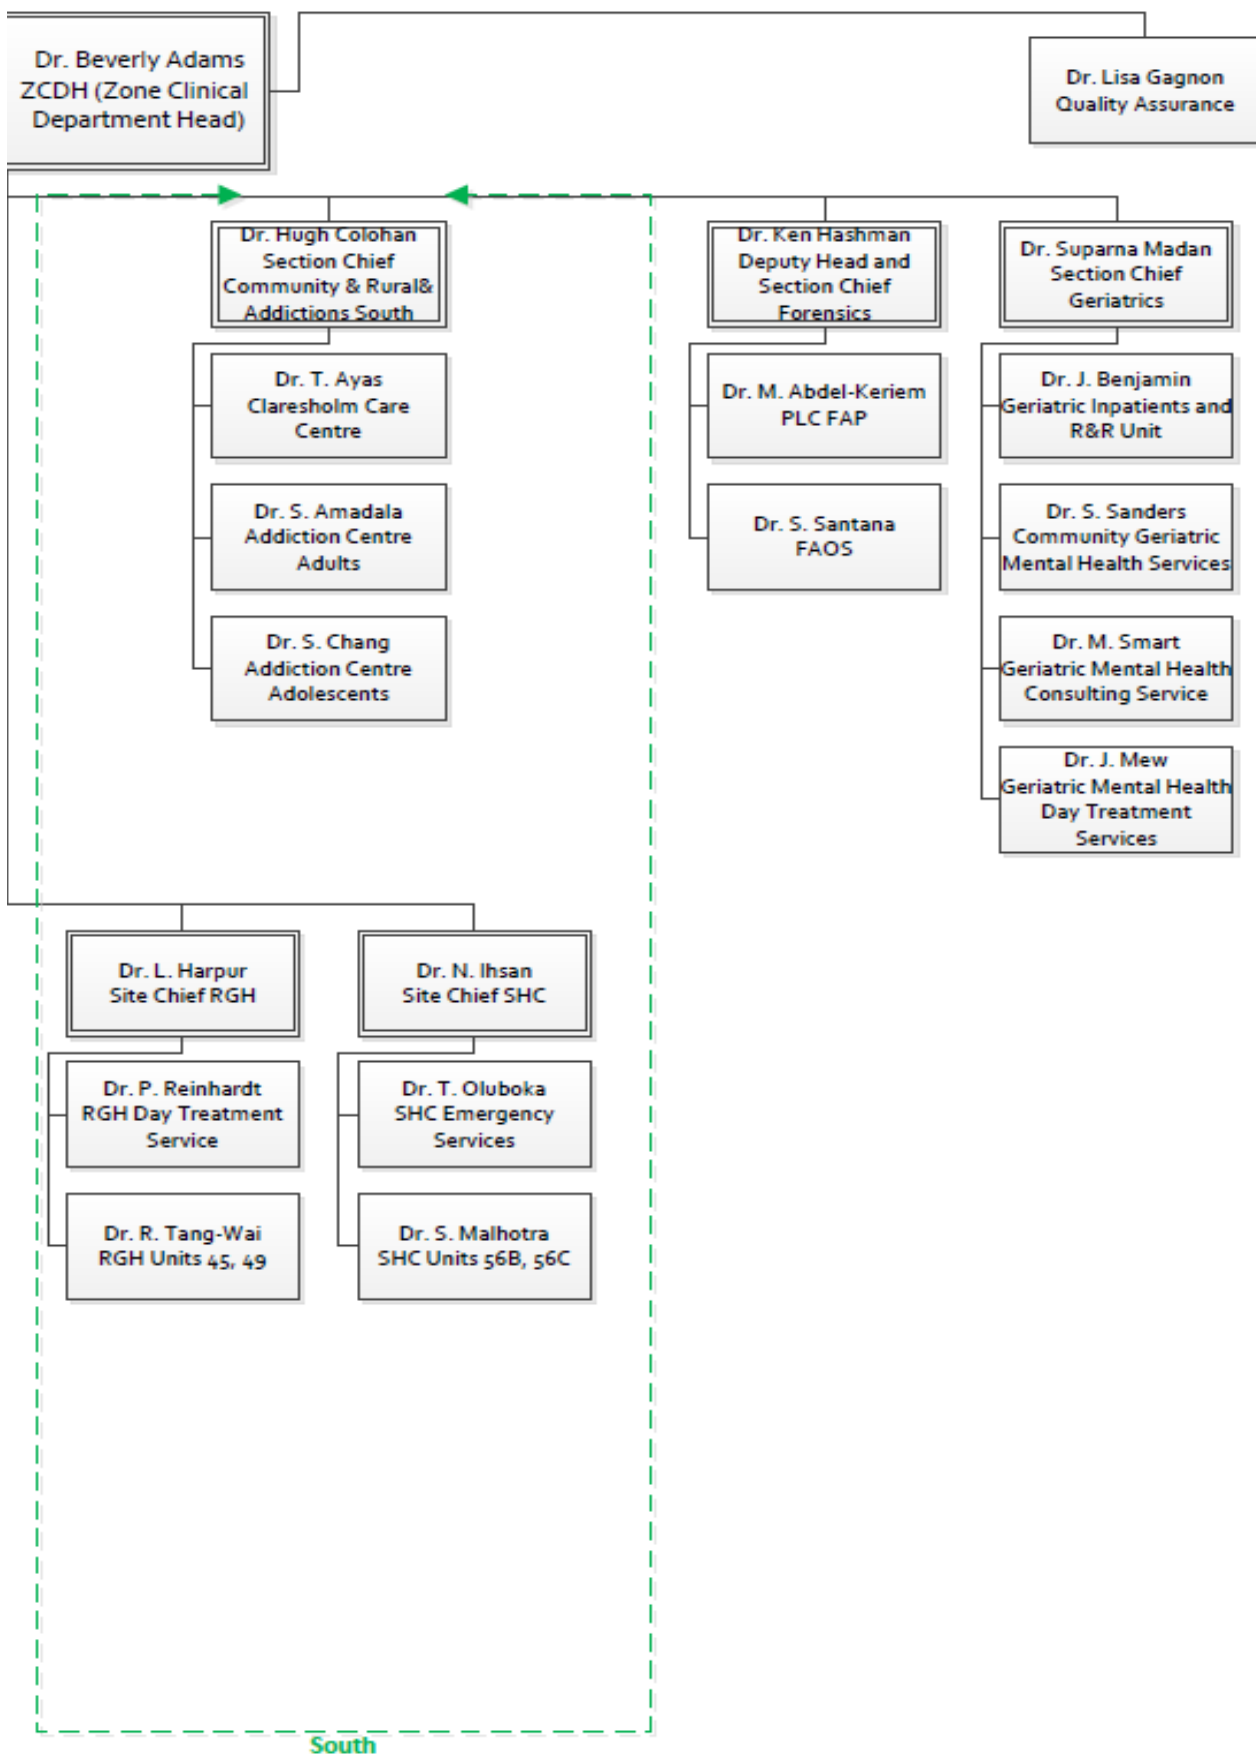 Dr. Beverly Adams
ZCDH (Zone Clinical
Department Head)
Dr. Lisa Gagnon
Quality Assurance
Dr. Hugh Colohan
Section Chief
Community & Rural&
Addictions South
Dr. Ken Hashman
Deputy Head and
Section Chief
Forensics
Dr. Suparna Madan
Section Chief
Geriatrics
Dr. T. Ayas
Claresholm Care
Centre
Dr. M. Abdel-Keriem
PLC FAP
Dr. J. Benjamin
Geriatric Inpatients and
R&R Unit
Dr. S. Amadala
Addiction Centre
Adults
Dr. S. Santana
FAOS
Dr. S. Sanders
Community Geriatric
Mental Health Services
Dr. S. Chang
Addiction Centre
Adolescents
Dr. M. Smart
Geriatric Mental Health
Consulting Service
Dr. J. Mew
Geriatric Mental Health
Day Treatment
Services
Dr. L. Harpur
Site Chief RGH
Dr. N. Ihsan
Site Chief SHC
Dr. P. Reinhardt
RGH Day Treatment
Service
Dr. T. Oluboka
SHC Emergency
Services
Dr. R. Tang-Wai
RGH Units 45, 49
Dr. S. Malhotra
SHC Units 56B, 56C
South